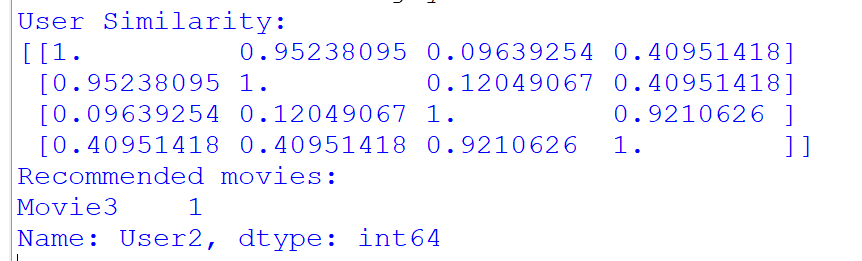 User Similarity:
[[1.         0.95238095 0.09639254 0.40951418]
 [0.95238095 1.         0.12049067 0.40951418]
 [0.09639254 0.12049067 1.         0.9210626 ]
 [0.40951418 0.40951418 0.9210626  1.        ]]
Recommended movies:
Movie3    1
Name: User2, dtype: int64